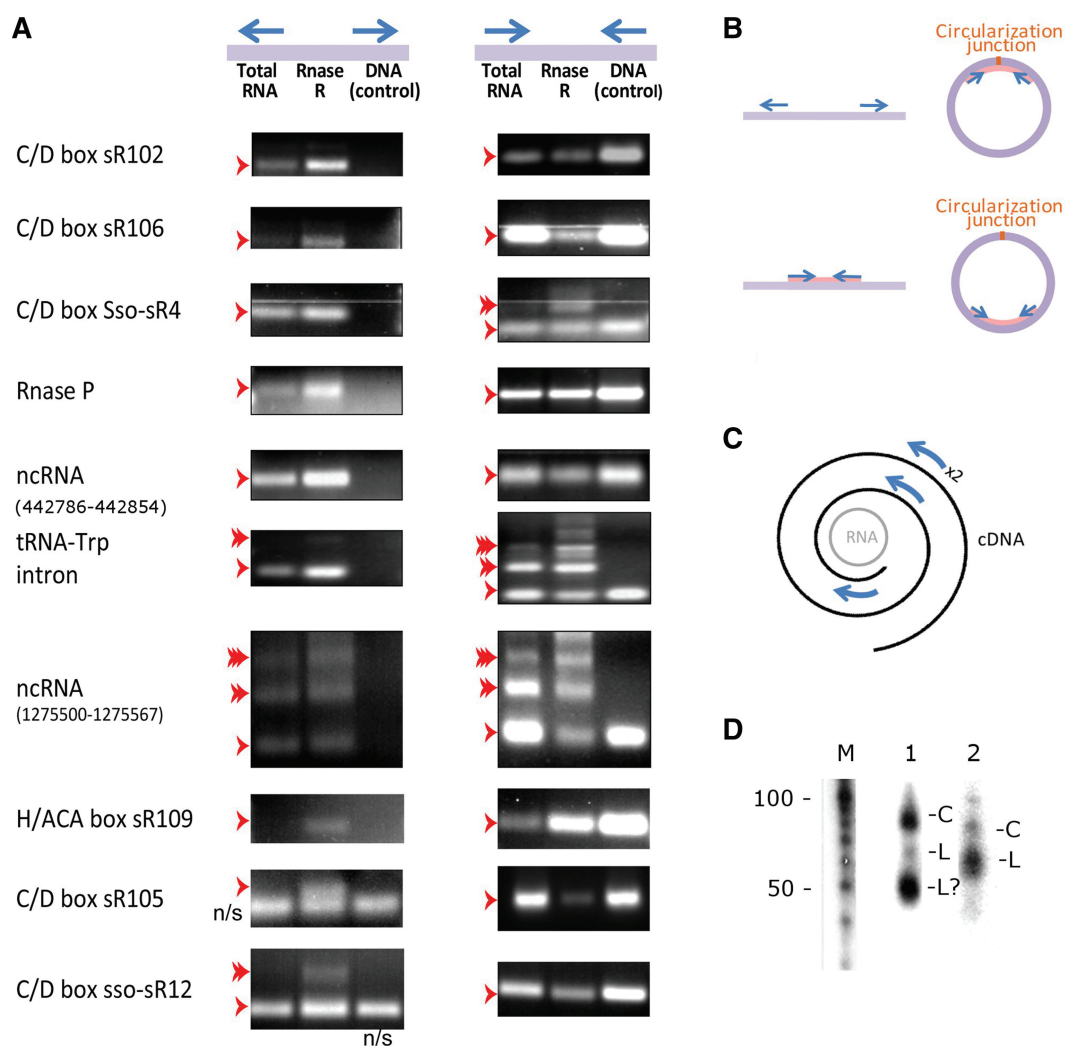 A
Total RNA
Rnase R
DNA (control)
Total RNA
Rnase R
DNA (control)
C/D box sR102
C/D box sR106
C/D box Sso-sR4
Rnase P
ncRNA
(442786-442854)
tRNA-Trp
intron
ncRNA
(1275500-1275567)
H/ACA box sR109
C/D box sR105
n/s
C/D box sso-sR12
n/s
B
Circularization
junction
Circularization
junction
C
x2
RNA
cDNA
D
M 1 2
100 -
-C
-C
-L
-L
50 -
-L?